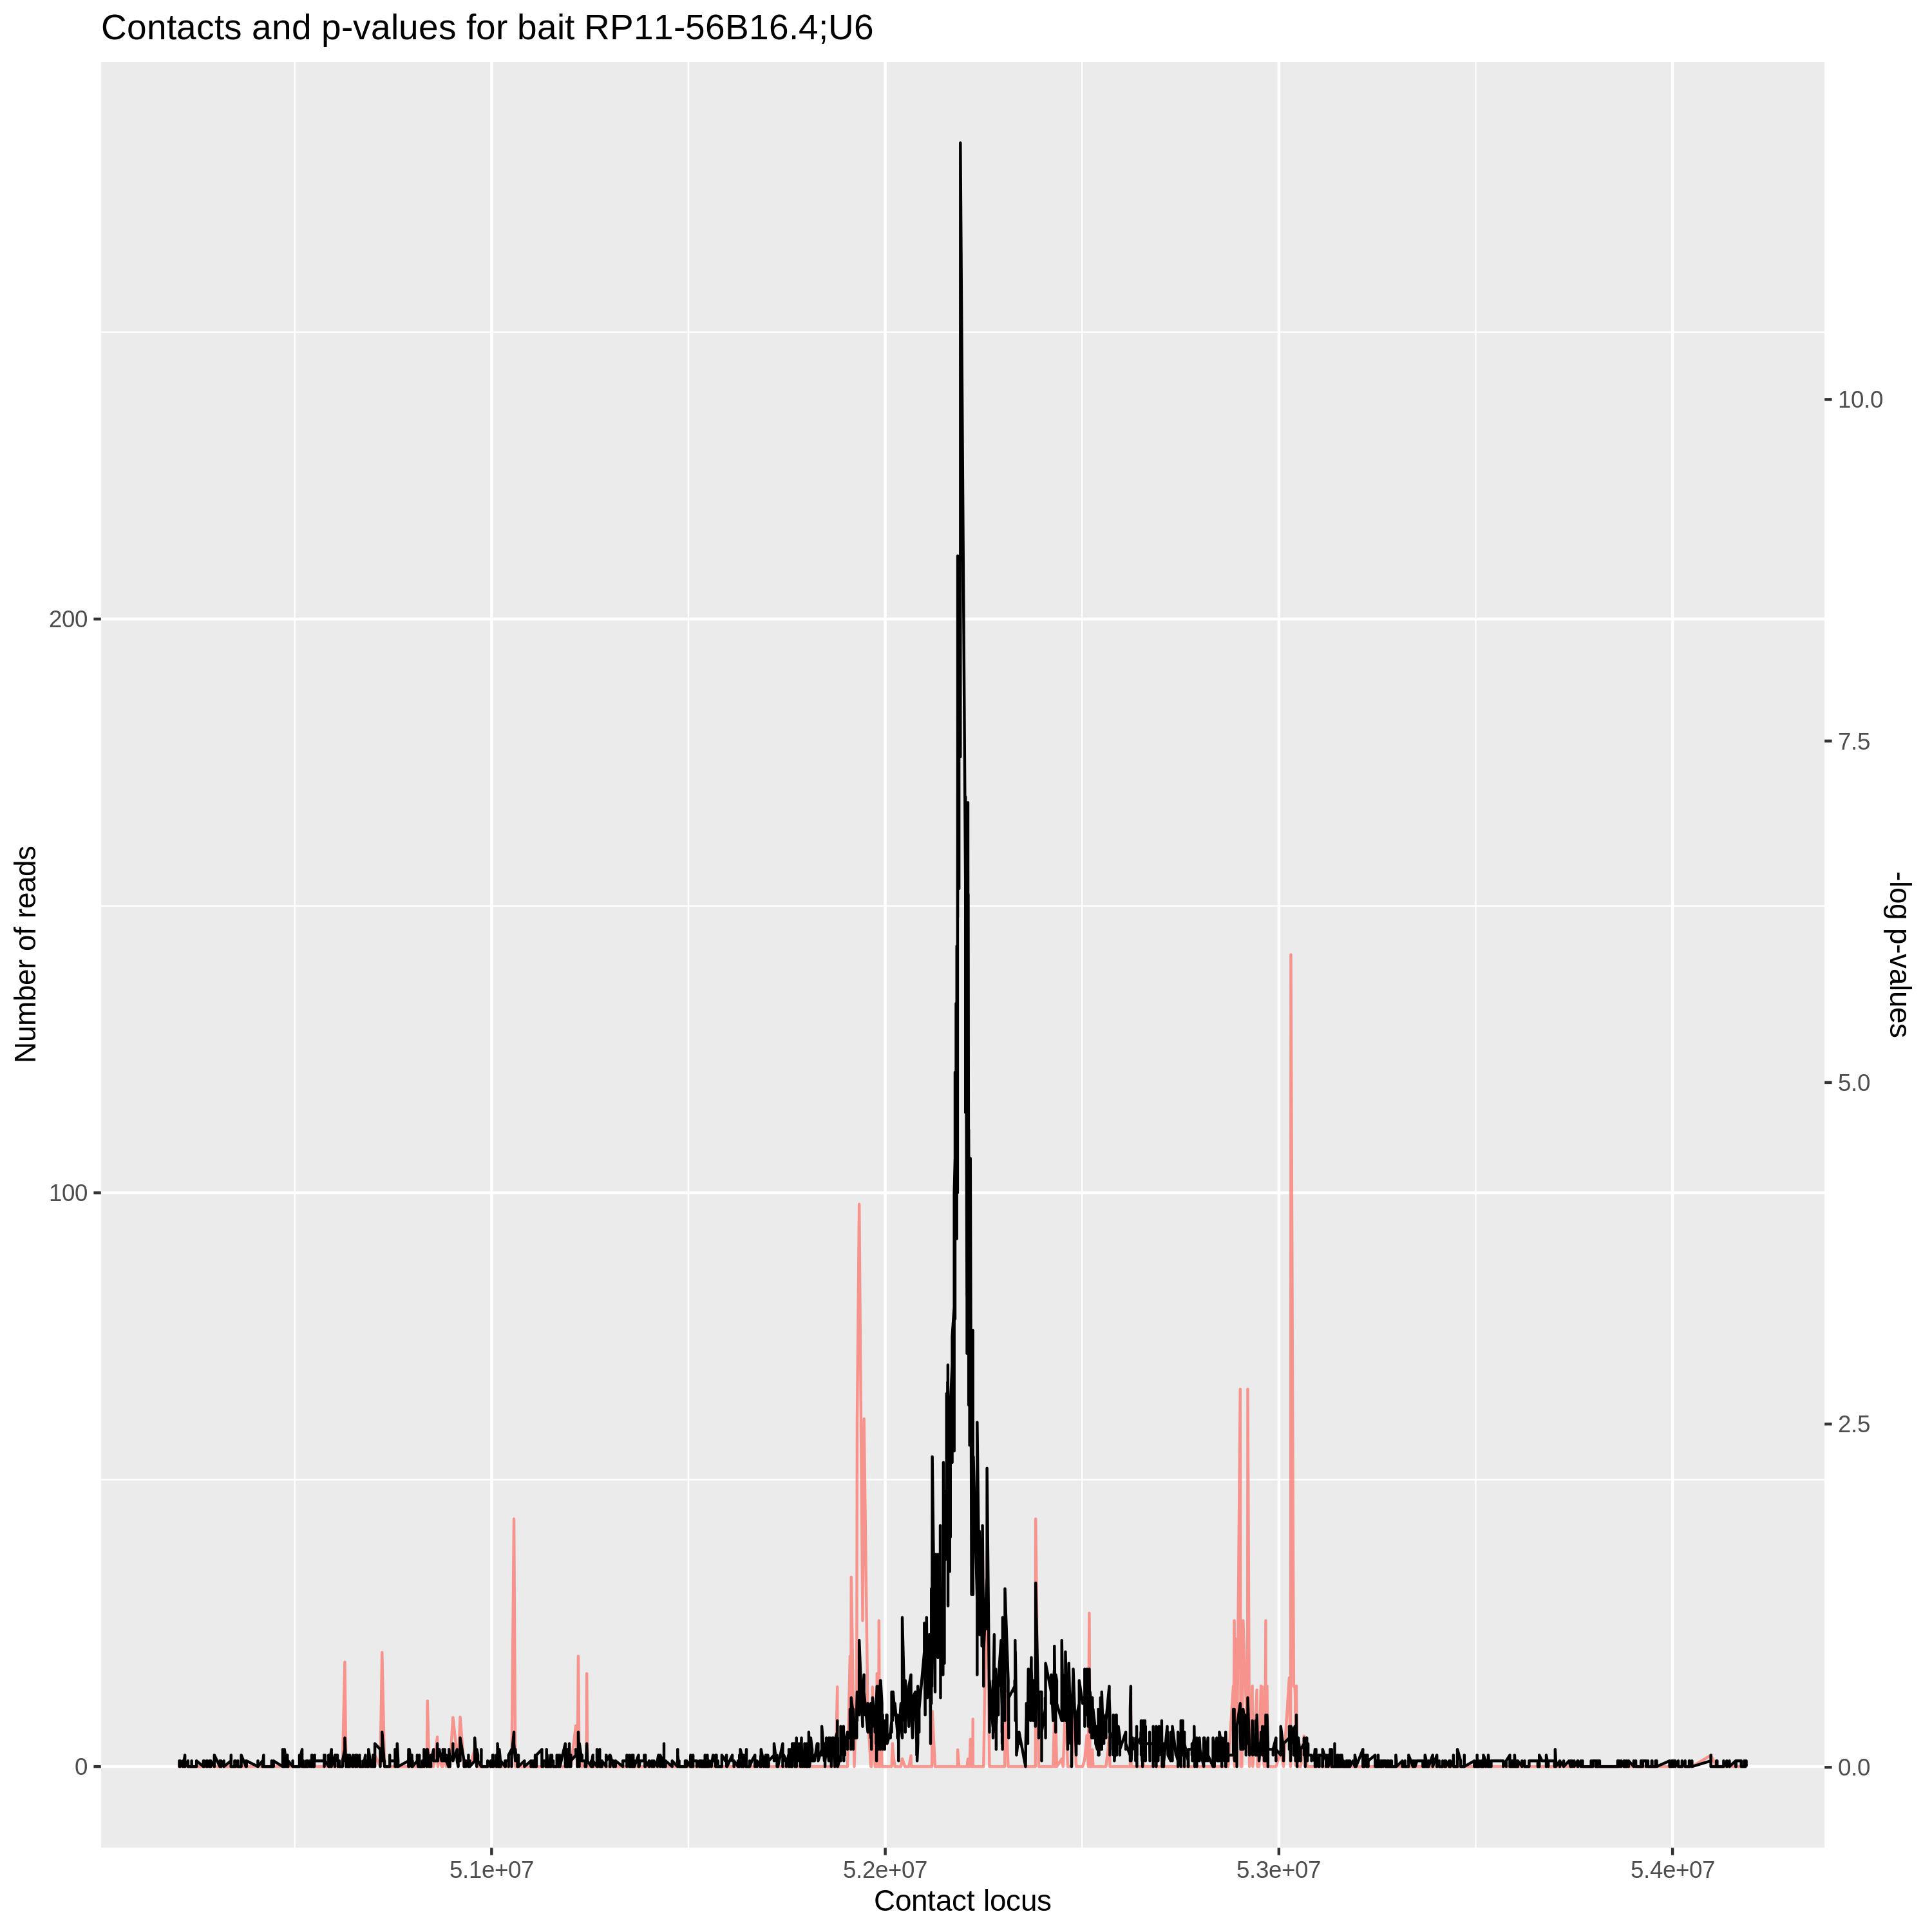 Contacts and p-values for bait RP11-56B16.4;U6
Number of reads
200
100
0
10.0
7.5
5.0
2.5
0.0
-log p-values
5.1e+07 5.2e+07 5.3e+07 5.4e+07
Contact locus